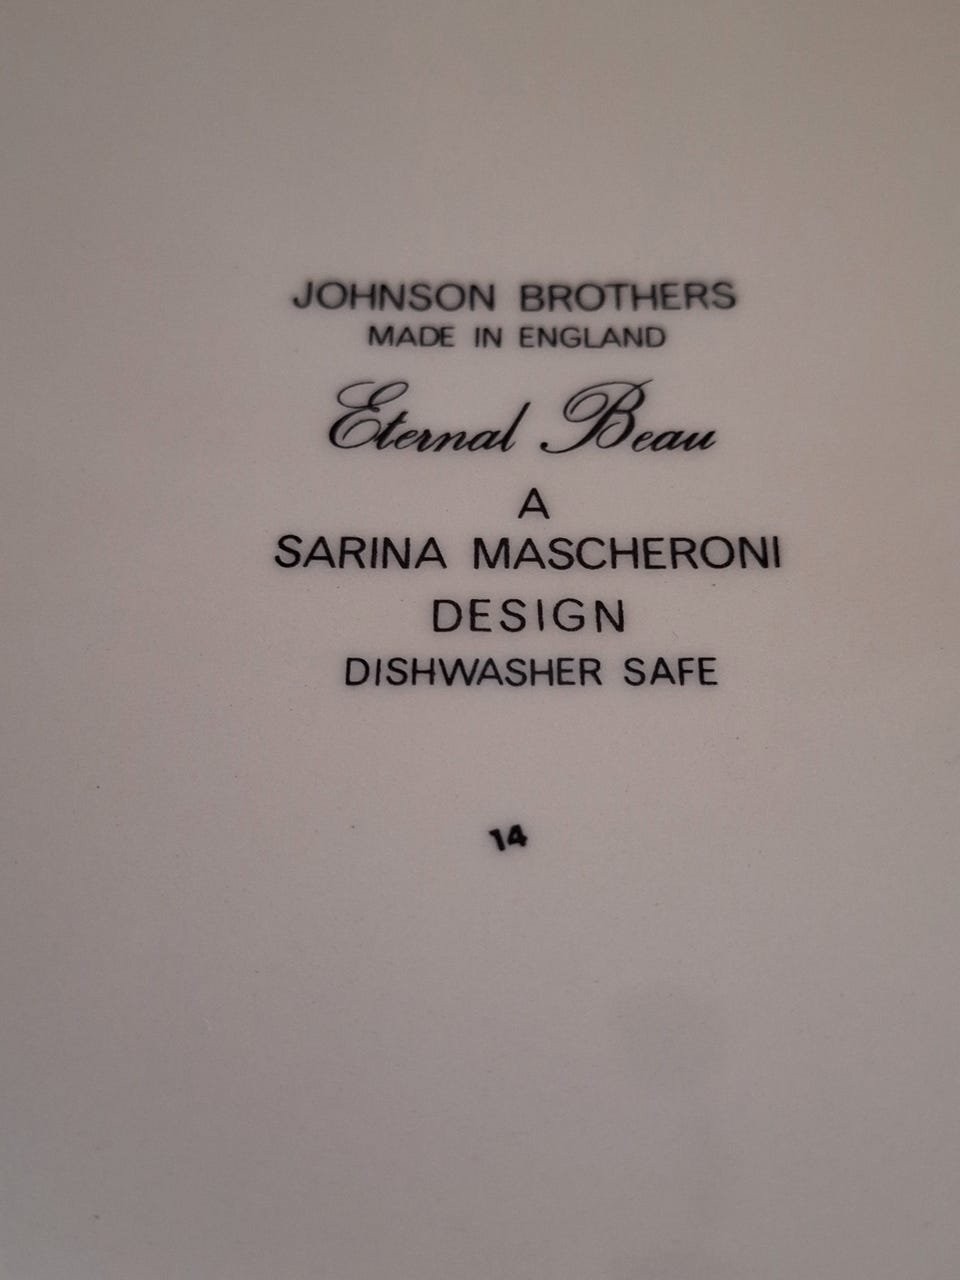 JOHNSON BROTHERS
MADE IN ENGLAND
Eternal Beau
A
SARINA MASCHERONI
DESIGN
DISHWASHER SAFE
14